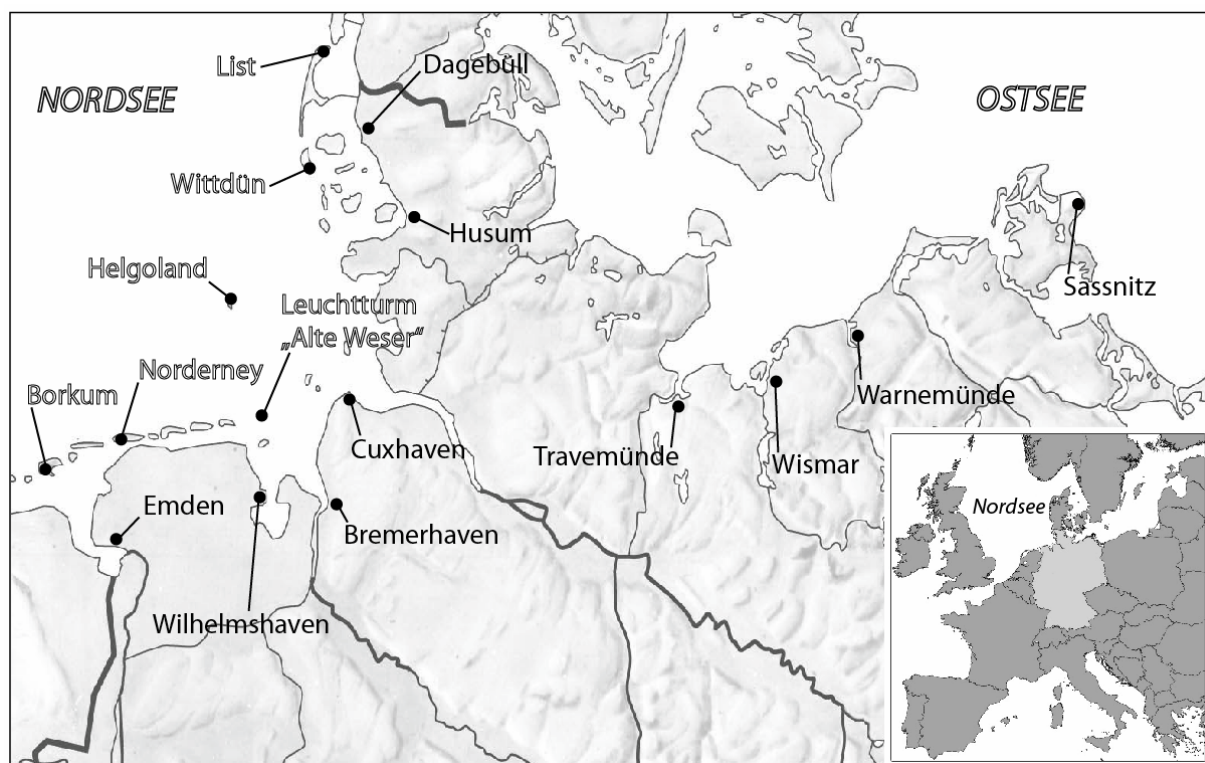 List
Dagebüll
NORDSEE
OSTSEE
Wittdün
Husum
Helgoland
Sassnitz
Leuchtturm
„Alte Weser“
Norderney
Borkum
Warnemünde
Cuxhaven
Travemünde
Wismar
Emden
Nordsee
Bremerhaven
Wilhelmshaven